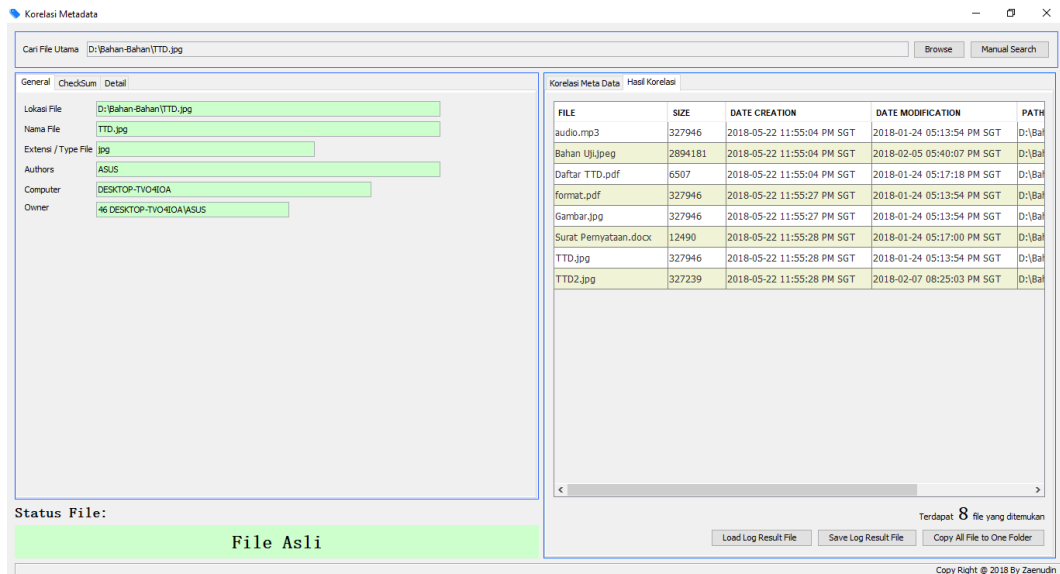 Korelasi Metadata
Cari File Utama D:\Bahan-Bahan\TTD.jpg Browse Manual Search
General CheckSum Detail
Lokasi File D:\Bahan-Bahan\TTD.jpg
Nama File TTD.jpg
Extensi / Type File jpg
Authors ASUS
Computer DESKTOP-TVO4IOA
Owner 46 DESKTOP-TVO4IOA\ASUS
Status File:
File Asli
Korelasi Meta Data Hasil Korelasi
FILE SIZE DATE CREATION DATE MODIFICATION PATH
audio.mp3 327946 2018-05-22 11:55:04 PM SGT 2018-01-24 05:13:54 PM SGT D:\Bah
Bahan Uji.jpeg 2894181 2018-05-22 11:55:04 PM SGT 2018-02-05 05:40:07 PM SGT D:\Bah
Daftar TTD.pdf 6507 2018-05-22 11:55:04 PM SGT 2018-01-24 05:17:18 PM SGT D:\Bah
format.pdf 327946 2018-05-22 11:55:27 PM SGT 2018-01-24 05:13:54 PM SGT D:\Bah
Gambar.jpg 327946 2018-05-22 11:55:27 PM SGT 2018-01-24 05:13:54 PM SGT D:\Bah
Surat Pernyataan.docx 12490 2018-05-22 11:55:28 PM SGT 2018-01-24 05:17:00 PM SGT D:\Bah
TTD.jpg 327946 2018-05-22 11:55:28 PM SGT 2018-01-24 05:13:54 PM SGT D:\Bah
TTD2.jpg 327239 2018-05-22 11:55:28 PM SGT 2018-02-07 08:25:03 PM SGT D:\Bah
Terdapat 8 file yang ditemukan
Load Log Result File Save Log Result File Copy All File to One Folder
Copy Right @ 2018 By Zaenudin